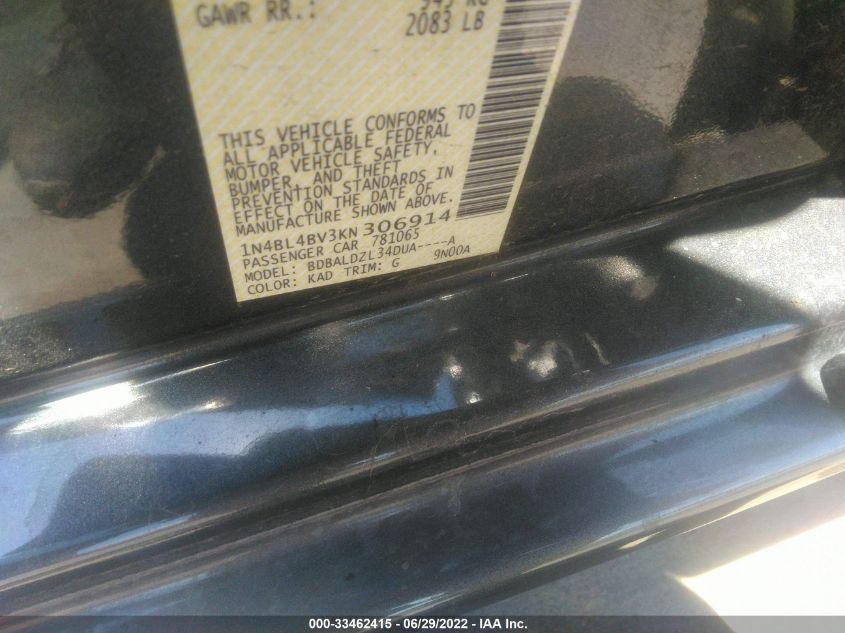 GAWR RR.: 945 KG
2083 LB
THIS VEHICLE CONFORMS TO
ALL APPLICABLE FEDERAL
MOTOR VEHICLE SAFETY,
BUMPER, AND THEFT
PREVENTION STANDARDS IN
EFFECT ON THE DATE OF
MANUFACTURE SHOWN ABOVE.
1N4BL4BV3KN306914
PASSENGER CAR 781065
MODEL: BDBALDZL34DUA----A
COLOR: KAD TRIM: G 9N00A
000-33462415 - 06/29/2022 - IAA Inc.